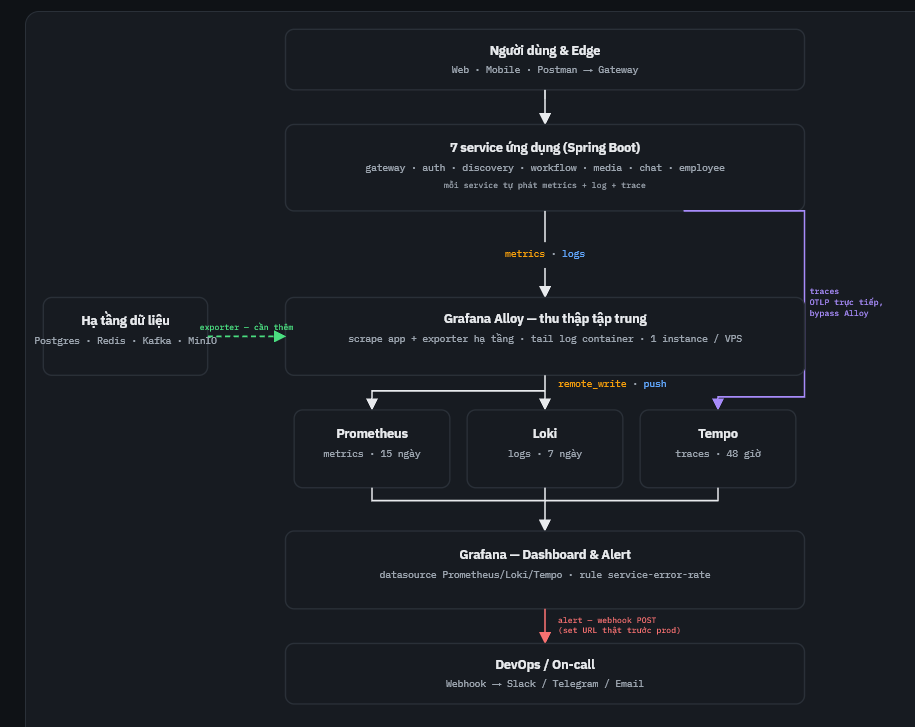 Người dùng & Edge
Web · Mobile · Postman → Gateway
7 service ứng dụng (Spring Boot)
gateway · auth · discovery · workflow · media · chat · employee
mỗi service tự phát metrics + log + trace
metrics · logs
traces
OTLP trực tiếp,
bypass Alloy
Hạ tầng dữ liệu
Postgres · Redis · Kafka · MinIO
exporter — cần thêm
Grafana Alloy — thu thập tập trung
scrape app + exporter hạ tầng · tail log container · 1 instance / VPS
remote_write · push
Prometheus
metrics · 15 ngày
Loki
logs · 7 ngày
Tempo
traces · 48 giờ
Grafana — Dashboard & Alert
datasource Prometheus/Loki/Tempo · rule service-error-rate
alert — webhook POST
(set URL thật trước prod)
DevOps / On-call
Webhook → Slack / Telegram / Email